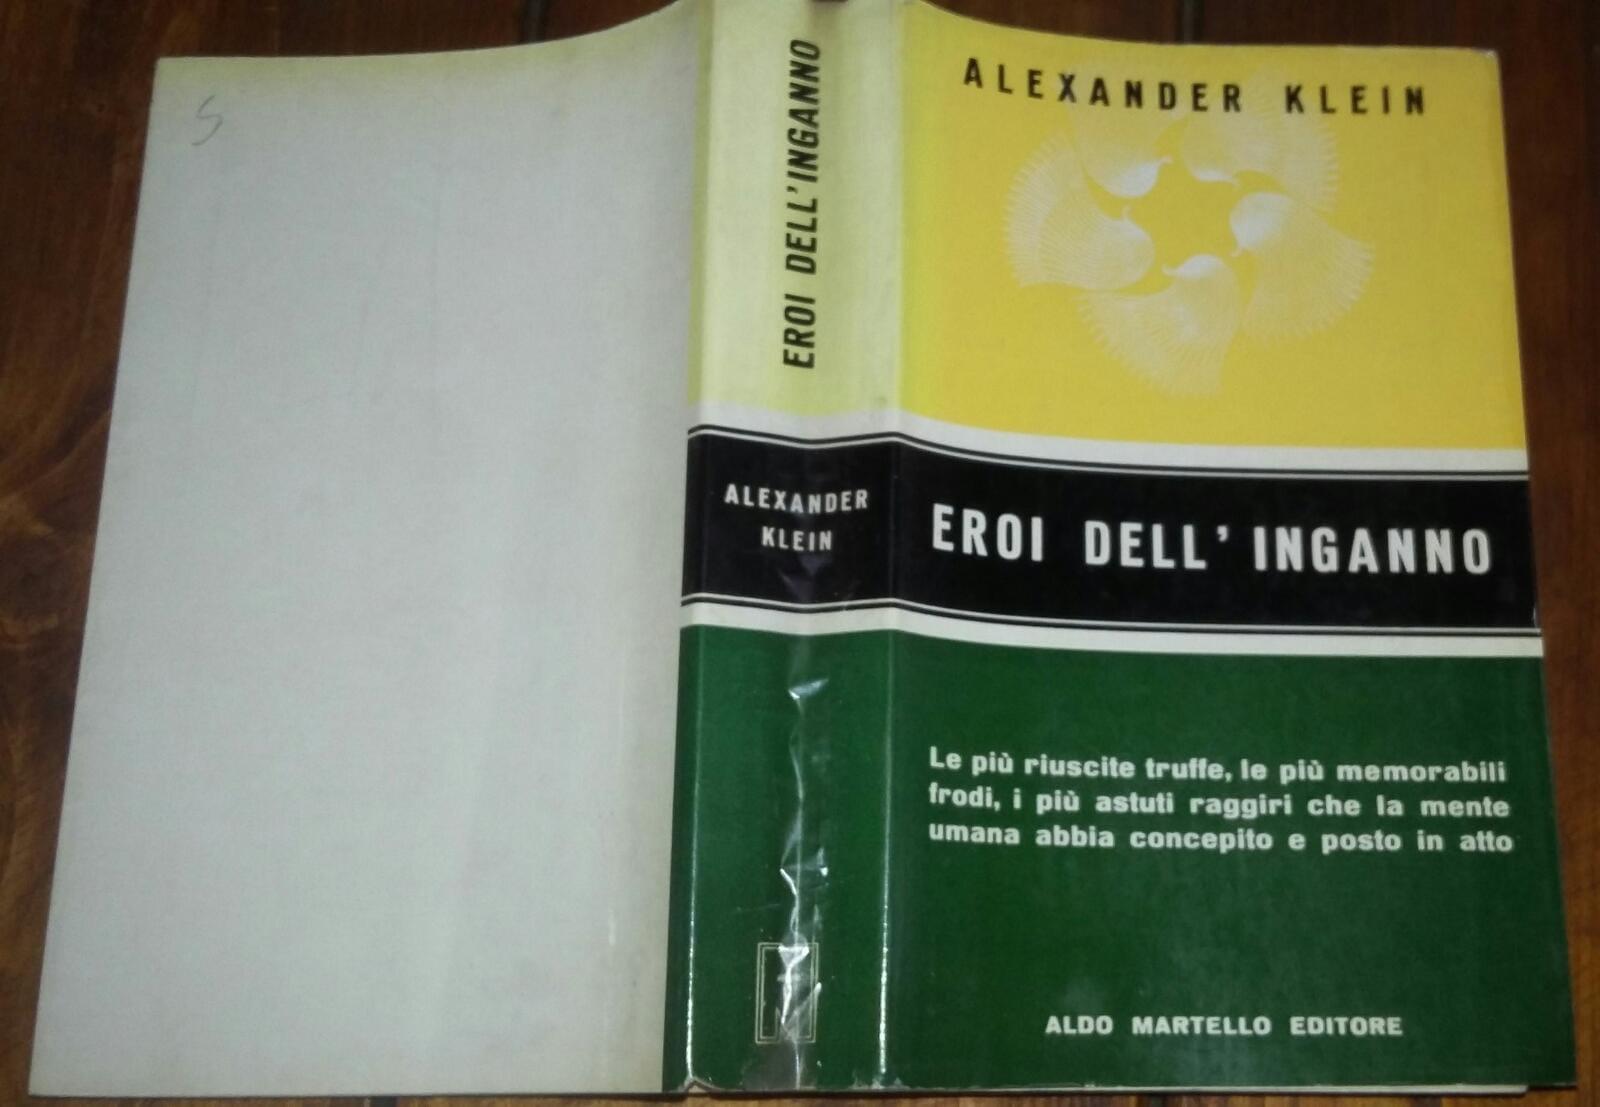 EROI DELL'INGANNO
ALEXANDER
KLEIN
ALEXANDER KLEIN
EROI DELL' INGANNO
Le più riuscite truffe, le più memorabili
frodi, i più astuti raggiri che la mente
umana abbia concepito e posto in atto
ALDO MARTELLO EDITORE